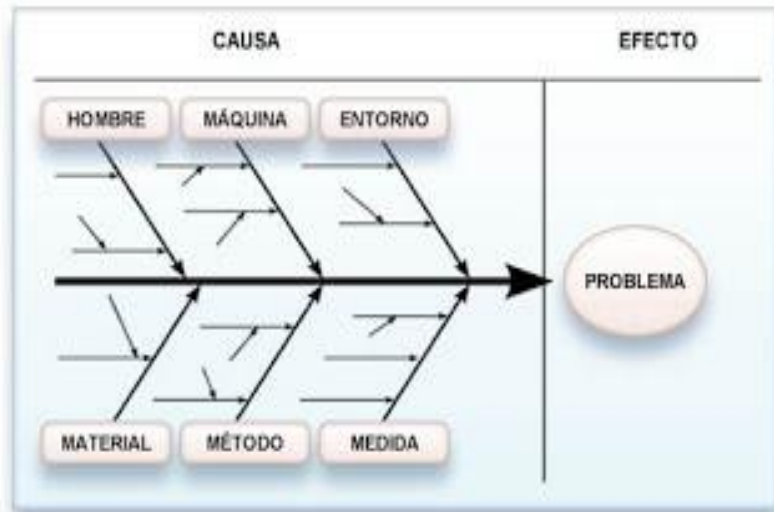 CAUSA
EFECTO
HOMBRE
MÁQUINA
ENTORNO
PROBLEMA
MATERIAL
MÉTODO
MEDIDA